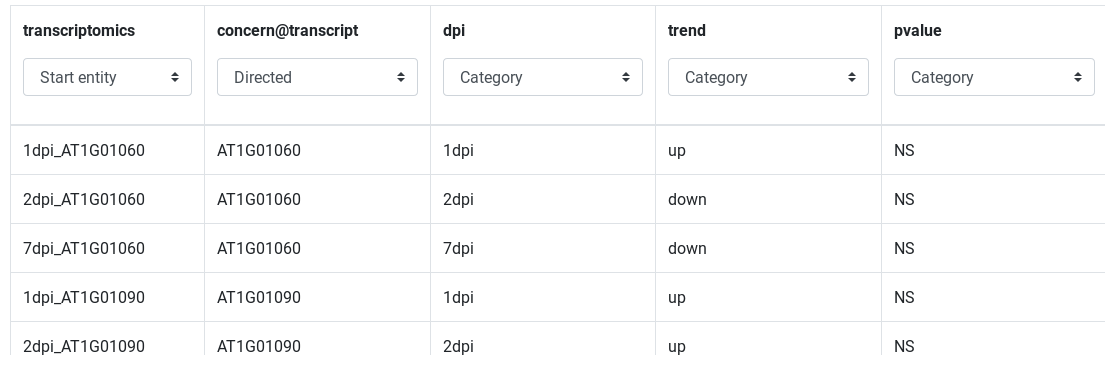 transcriptomics concern@transcript dpi trend pvalue
Start entity Directed Category Category Category
1dpi_AT1G01060 AT1G01060 1dpi up NS
2dpi_AT1G01060 AT1G01060 2dpi down NS
7dpi_AT1G01060 AT1G01060 7dpi down NS
1dpi_AT1G01090 AT1G01090 1dpi up NS
2dpi_AT1G01090 AT1G01090 2dpi up NS